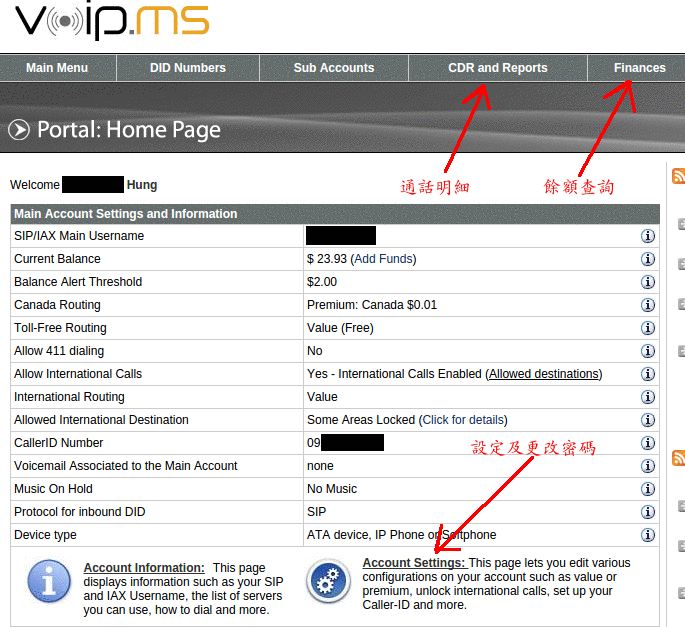 voip.ms
Main Menu DID Numbers Sub Accounts CDR and Reports Finances
Portal: Home Page
通話明細 餘額查詢
Welcome Hung
Main Account Settings and Information
SIP/IAX Main Username
Current Balance $ 23.93 (Add Funds)
Balance Alert Threshold $2.00
Canada Routing Premium: Canada $0.01
Toll-Free Routing Value (Free)
Allow 411 dialing No
Allow International Calls Yes - International Calls Enabled (Allowed destinations)
International Routing Value
Allowed International Destination Some Areas Locked (Click for details)
CallerID Number 09
設定及更改密碼
Voicemail Associated to the Main Account none
Music On Hold No Music
Protocol for inbound DID SIP
Device type ATA device, IP Phone or Softphone
Account Information: This page
displays information such as your SIP
and IAX Username, the list of servers
you can use, how to dial and more.
Account Settings: This page lets you edit various
configurations on your account such as value or
premium, unlock international calls, set up your
Caller-ID and more.